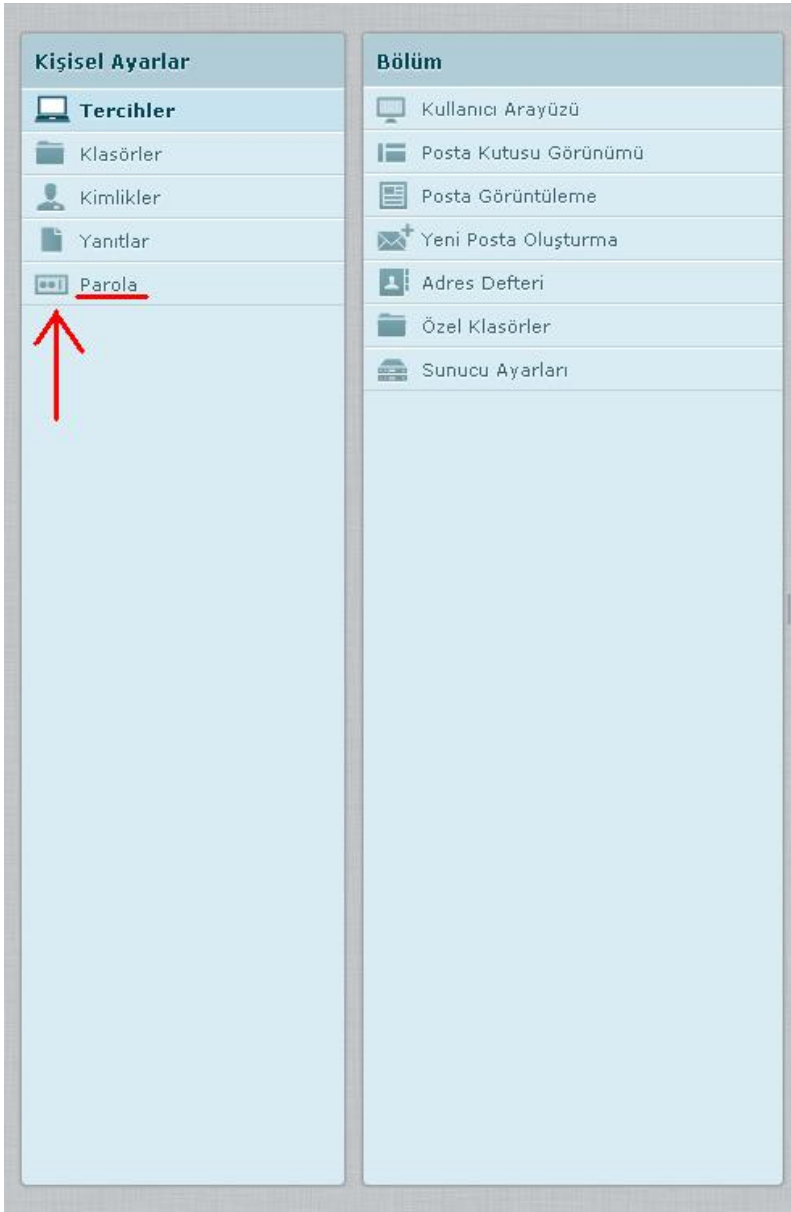 Kişisel Ayarlar
Tercihler
Klasörler
Kimlikler
Yanıtlar
Parola
Bölüm
Kullanıcı Arayüzü
Posta Kutusu Görünümü
Posta Görüntüleme
Yeni Posta Oluşturma
Adres Defteri
Özel Klasörler
Sunucu Ayarları